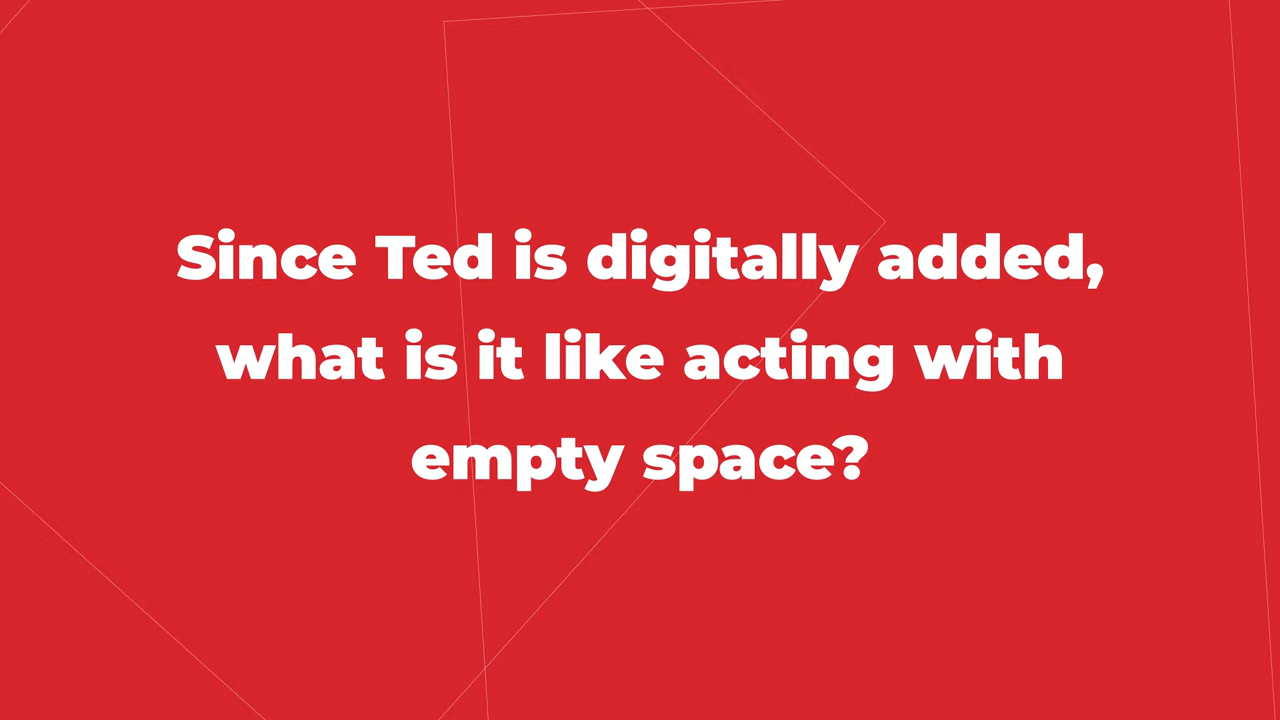 Since Ted is digitally added,
what is it like acting with
empty space?